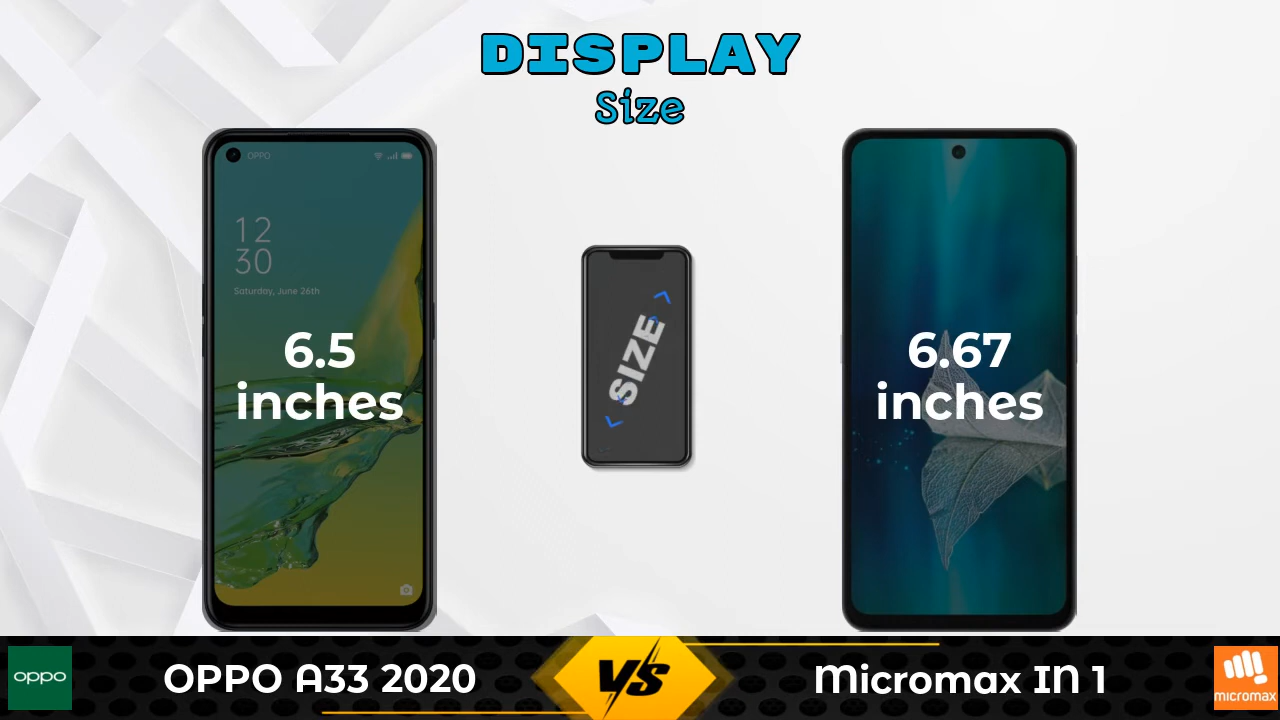 DISPLAY
Size
OPPO
12
30
Saturday, June 26th
6.5
inches
SIZE
6.67
inches
oppo
OPPO A33 2020
VS
Micromax IN 1
micromax